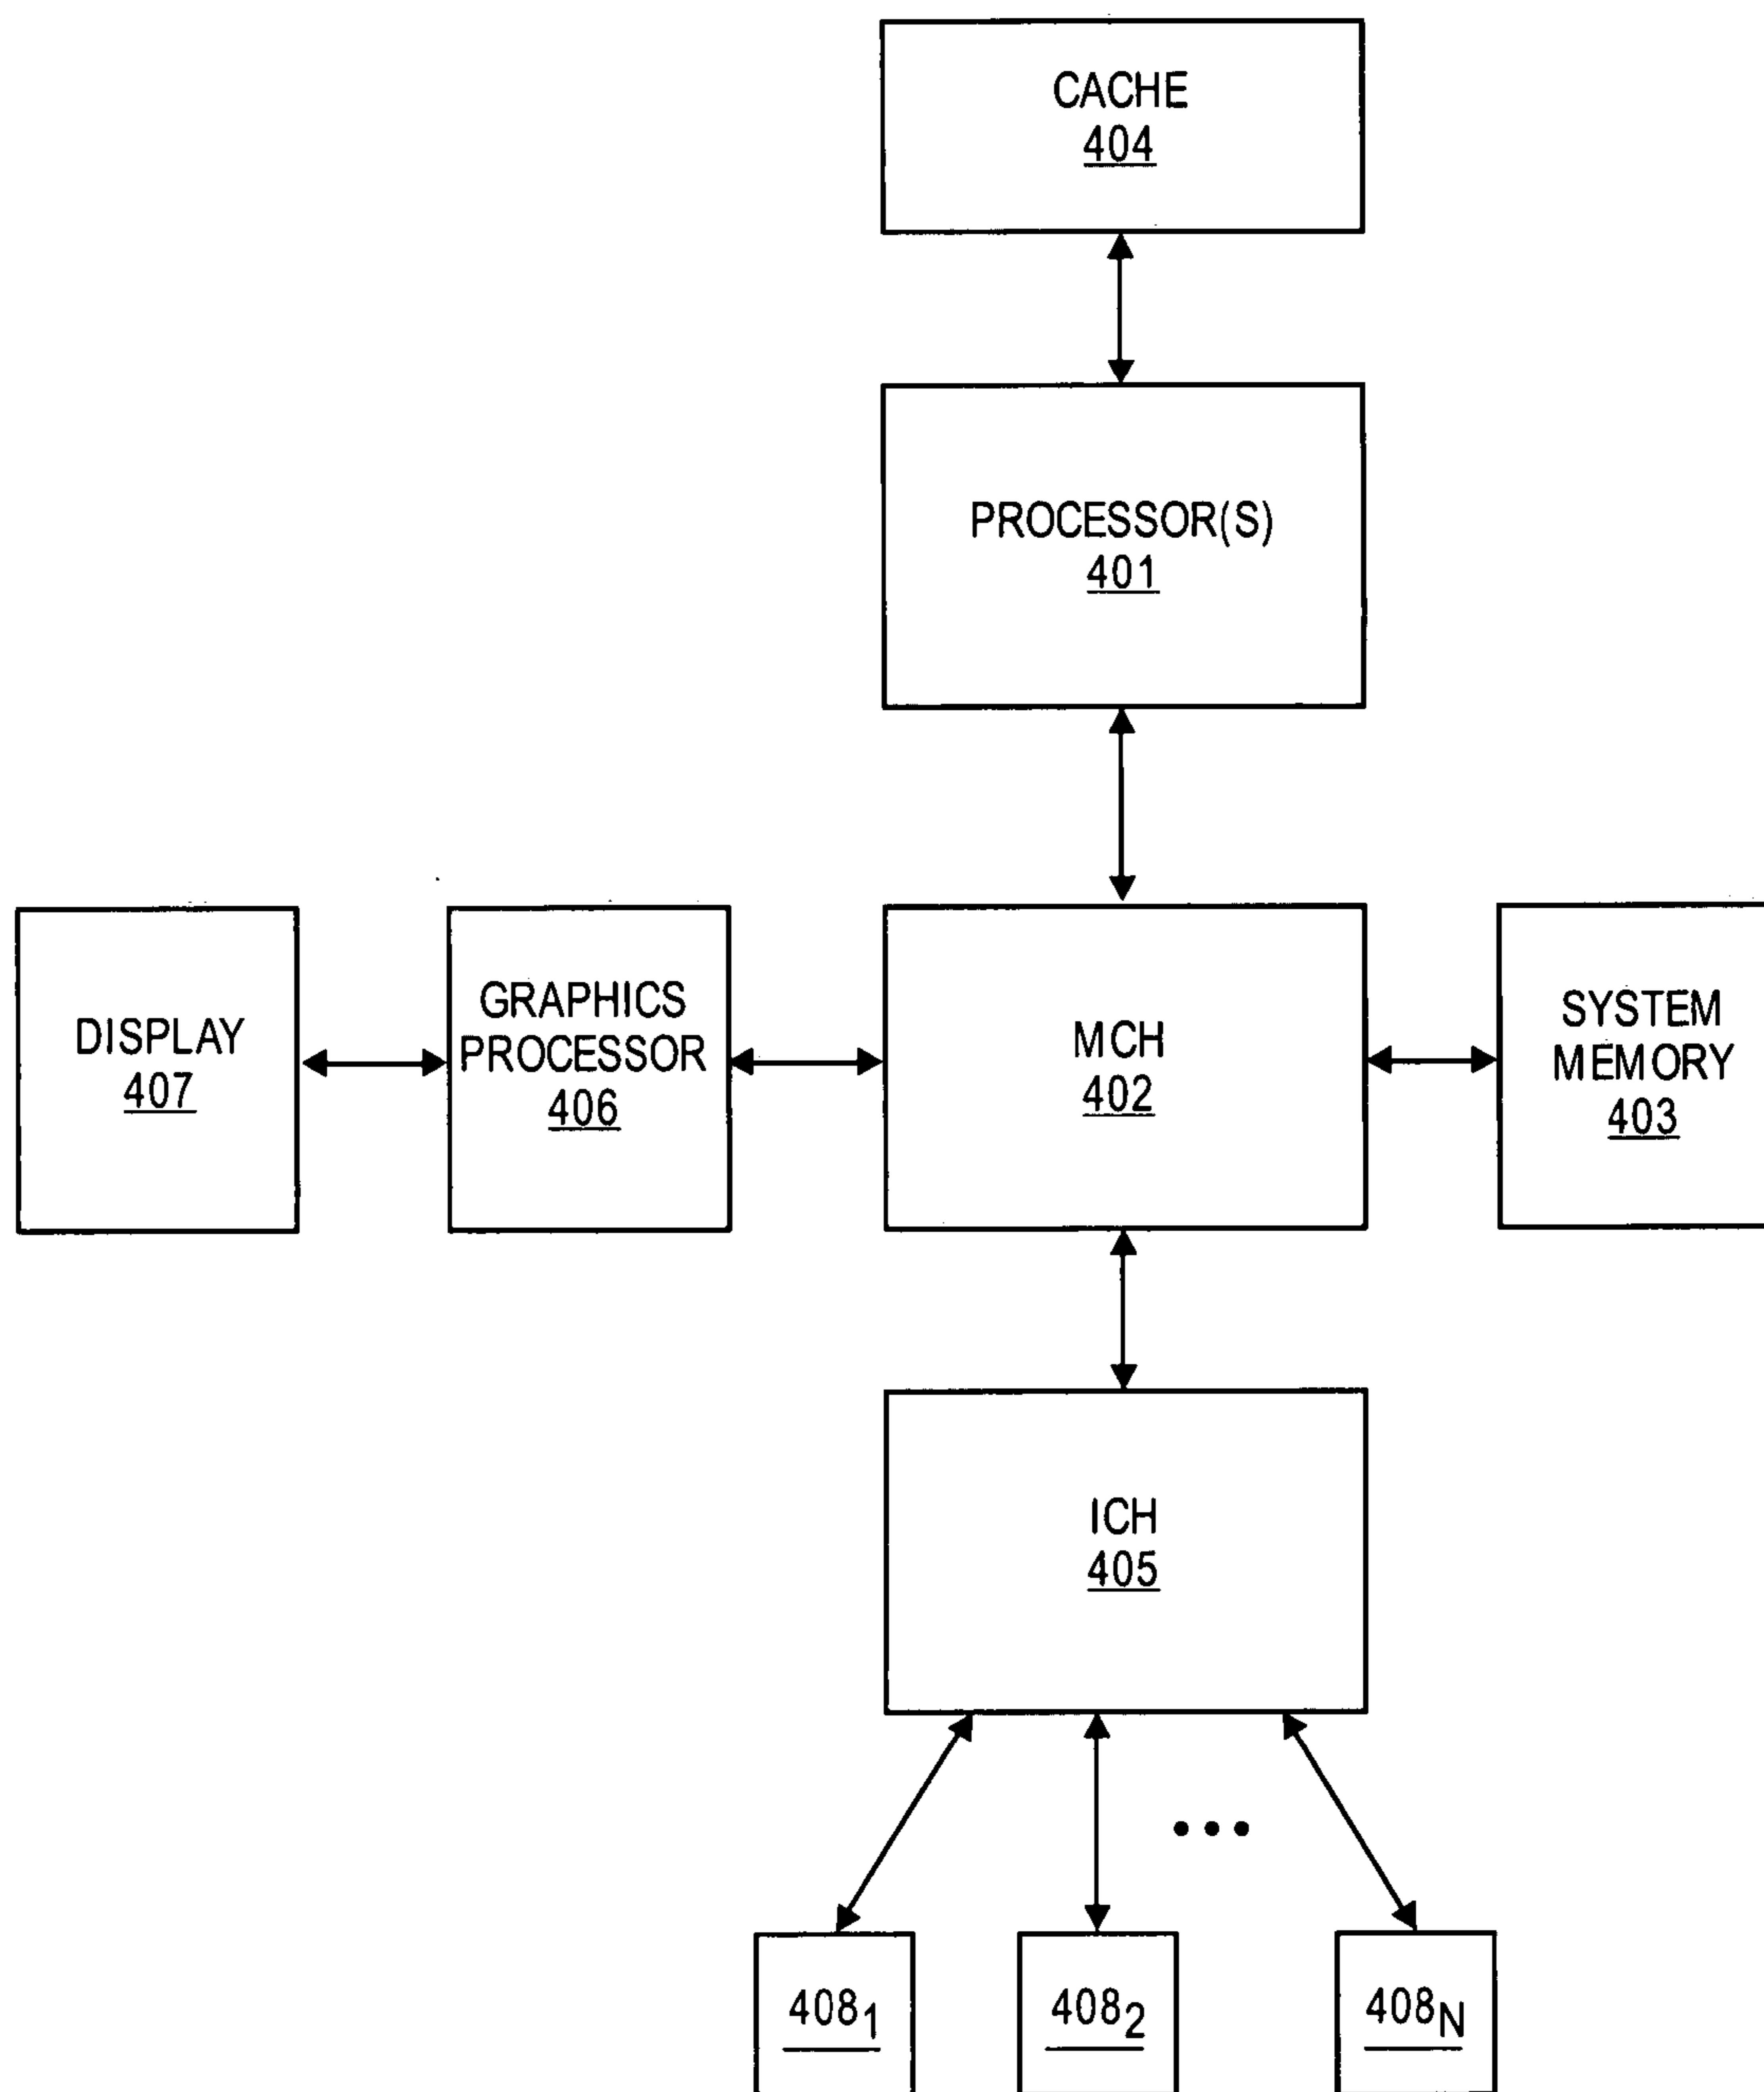 CACHE
404
PROCESSOR(S)
401
DISPLAY
407
GRAPHICS
PROCESSOR
406
MCH
402
SYSTEM
MEMORY
403
ICH
405
•••
408₁
408₂
408N